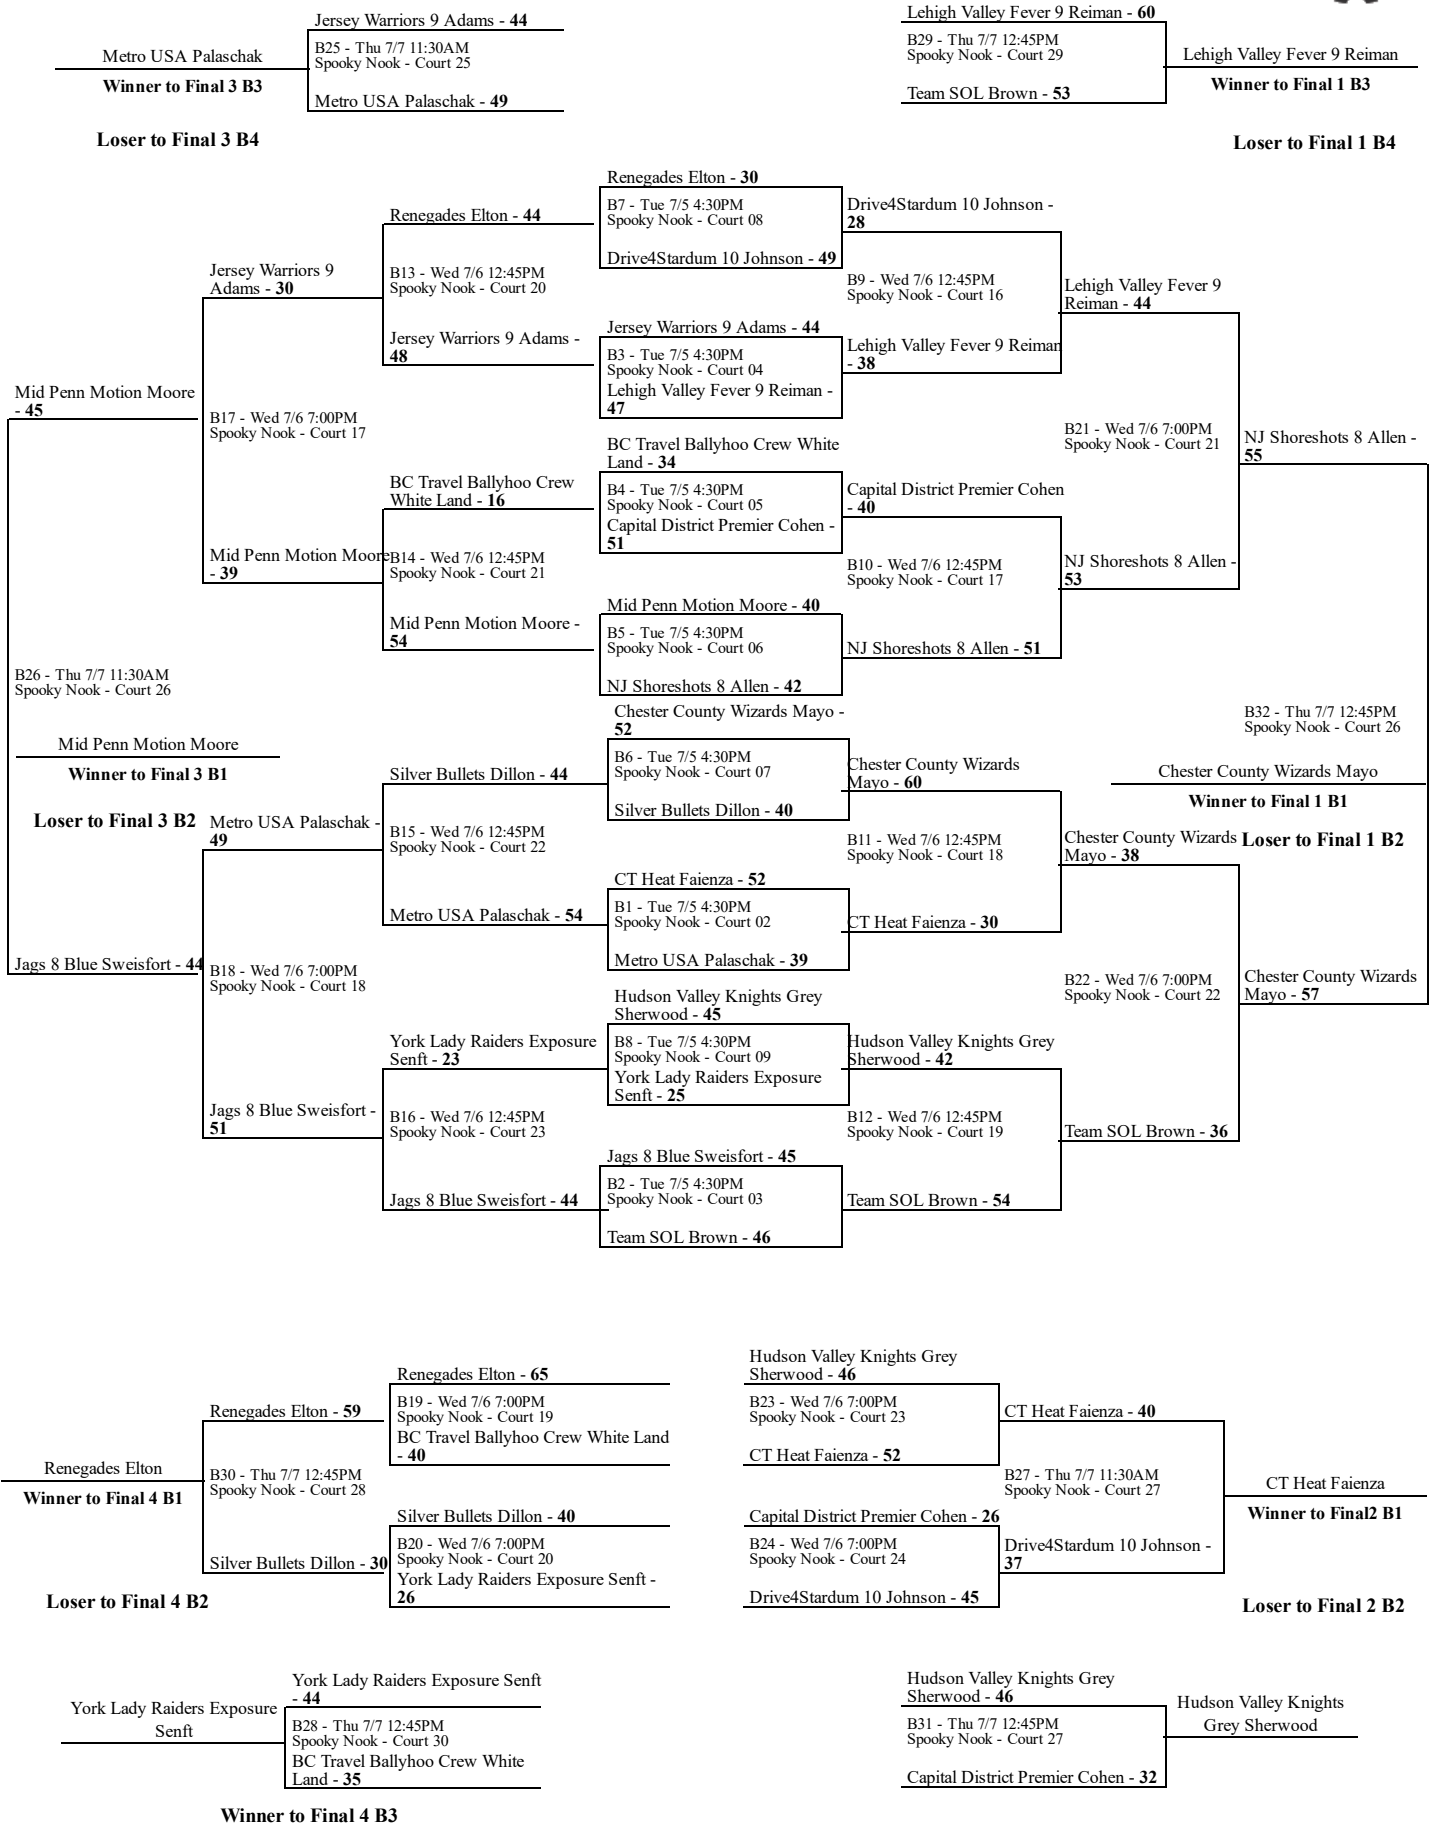 Jersey Warriors 9 Adams - 44
B25 - Thu 7/7 11:30AM
Spooky Nook - Court 25
Metro USA Palaschak - 49
Metro USA Palaschak
Winner to Final 3 B3
Loser to Final 3 B4
Lehigh Valley Fever 9 Reiman - 60
B29 - Thu 7/7 12:45PM
Spooky Nook - Court 29
Team SOL Brown - 53
Lehigh Valley Fever 9 Reiman
Winner to Final 1 B3
Loser to Final 1 B4
Renegades Elton - 30
B7 - Tue 7/5 4:30PM
Spooky Nook - Court 08
Drive4Stardum 10 Johnson - 49
Jersey Warriors 9 Adams - 44
B3 - Tue 7/5 4:30PM
Spooky Nook - Court 04
Lehigh Valley Fever 9 Reiman -
47
BC Travel Ballyhoo Crew White
Land - 34
B4 - Tue 7/5 4:30PM
Spooky Nook - Court 05
Capital District Premier Cohen -
51
Mid Penn Motion Moore - 40
B5 - Tue 7/5 4:30PM
Spooky Nook - Court 06
NJ Shoreshots 8 Allen - 42
Chester County Wizards Mayo -
52
B6 - Tue 7/5 4:30PM
Spooky Nook - Court 07
Silver Bullets Dillon - 40
CT Heat Faienza - 52
B1 - Tue 7/5 4:30PM
Spooky Nook - Court 02
Metro USA Palaschak - 39
Hudson Valley Knights Grey
Sherwood - 45
B8 - Tue 7/5 4:30PM
Spooky Nook - Court 09
York Lady Raiders Exposure
Senft - 25
Jags 8 Blue Sweisfort - 45
B2 - Tue 7/5 4:30PM
Spooky Nook - Court 03
Team SOL Brown - 46
Renegades Elton - 44
B13 - Wed 7/6 12:45PM
Spooky Nook - Court 20
Jersey Warriors 9 Adams -
48
BC Travel Ballyhoo Crew
White Land - 16
B14 - Wed 7/6 12:45PM
Spooky Nook - Court 21
Mid Penn Motion Moore -
54
Silver Bullets Dillon - 44
B15 - Wed 7/6 12:45PM
Spooky Nook - Court 22
Metro USA Palaschak - 54
York Lady Raiders Exposure
Senft - 23
B16 - Wed 7/6 12:45PM
Spooky Nook - Court 23
Jags 8 Blue Sweisfort - 44
Jersey Warriors 9
Adams - 30
B17 - Wed 7/6 7:00PM
Spooky Nook - Court 17
Mid Penn Motion Moore
- 39
Metro USA Palaschak -
49
B18 - Wed 7/6 7:00PM
Spooky Nook - Court 18
Jags 8 Blue Sweisfort -
51
Mid Penn Motion Moore
- 45
B26 - Thu 7/7 11:30AM
Spooky Nook - Court 26
Mid Penn Motion Moore
Winner to Final 3 B1
Loser to Final 3 B2
Jags 8 Blue Sweisfort - 44
Drive4Stardum 10 Johnson -
28
B9 - Wed 7/6 12:45PM
Spooky Nook - Court 16
Lehigh Valley Fever 9 Reiman
- 38
Capital District Premier Cohen
- 40
B10 - Wed 7/6 12:45PM
Spooky Nook - Court 17
NJ Shoreshots 8 Allen - 51
Chester County Wizards
Mayo - 60
B11 - Wed 7/6 12:45PM
Spooky Nook - Court 18
CT Heat Faienza - 30
Hudson Valley Knights Grey
Sherwood - 42
B12 - Wed 7/6 12:45PM
Spooky Nook - Court 19
Team SOL Brown - 54
Lehigh Valley Fever 9
Reiman - 44
B21 - Wed 7/6 7:00PM
Spooky Nook - Court 21
NJ Shoreshots 8 Allen -
53
Chester County Wizards
Mayo - 38
B22 - Wed 7/6 7:00PM
Spooky Nook - Court 22
Team SOL Brown - 36
NJ Shoreshots 8 Allen -
55
B32 - Thu 7/7 12:45PM
Spooky Nook - Court 26
Chester County Wizards Mayo
Winner to Final 1 B1
Loser to Final 1 B2
Chester County Wizards
Mayo - 57
Renegades Elton - 65
B19 - Wed 7/6 7:00PM
Spooky Nook - Court 19
BC Travel Ballyhoo Crew White Land
- 40
Silver Bullets Dillon - 40
B20 - Wed 7/6 7:00PM
Spooky Nook - Court 20
York Lady Raiders Exposure Senft -
26
Renegades Elton - 59
B30 - Thu 7/7 12:45PM
Spooky Nook - Court 28
Silver Bullets Dillon - 30
Renegades Elton
Winner to Final 4 B1
Loser to Final 4 B2
Hudson Valley Knights Grey
Sherwood - 46
B23 - Wed 7/6 7:00PM
Spooky Nook - Court 23
CT Heat Faienza - 52
Capital District Premier Cohen - 26
B24 - Wed 7/6 7:00PM
Spooky Nook - Court 24
Drive4Stardum 10 Johnson - 45
CT Heat Faienza - 40
B27 - Thu 7/7 11:30AM
Spooky Nook - Court 27
Drive4Stardum 10 Johnson -
37
CT Heat Faienza
Winner to Final2 B1
Loser to Final 2 B2
York Lady Raiders Exposure Senft
- 44
B28 - Thu 7/7 12:45PM
Spooky Nook - Court 30
BC Travel Ballyhoo Crew White
Land - 35
York Lady Raiders Exposure
Senft
Winner to Final 4 B3
Hudson Valley Knights Grey
Sherwood - 46
B31 - Thu 7/7 12:45PM
Spooky Nook - Court 27
Capital District Premier Cohen - 32
Hudson Valley Knights
Grey Sherwood